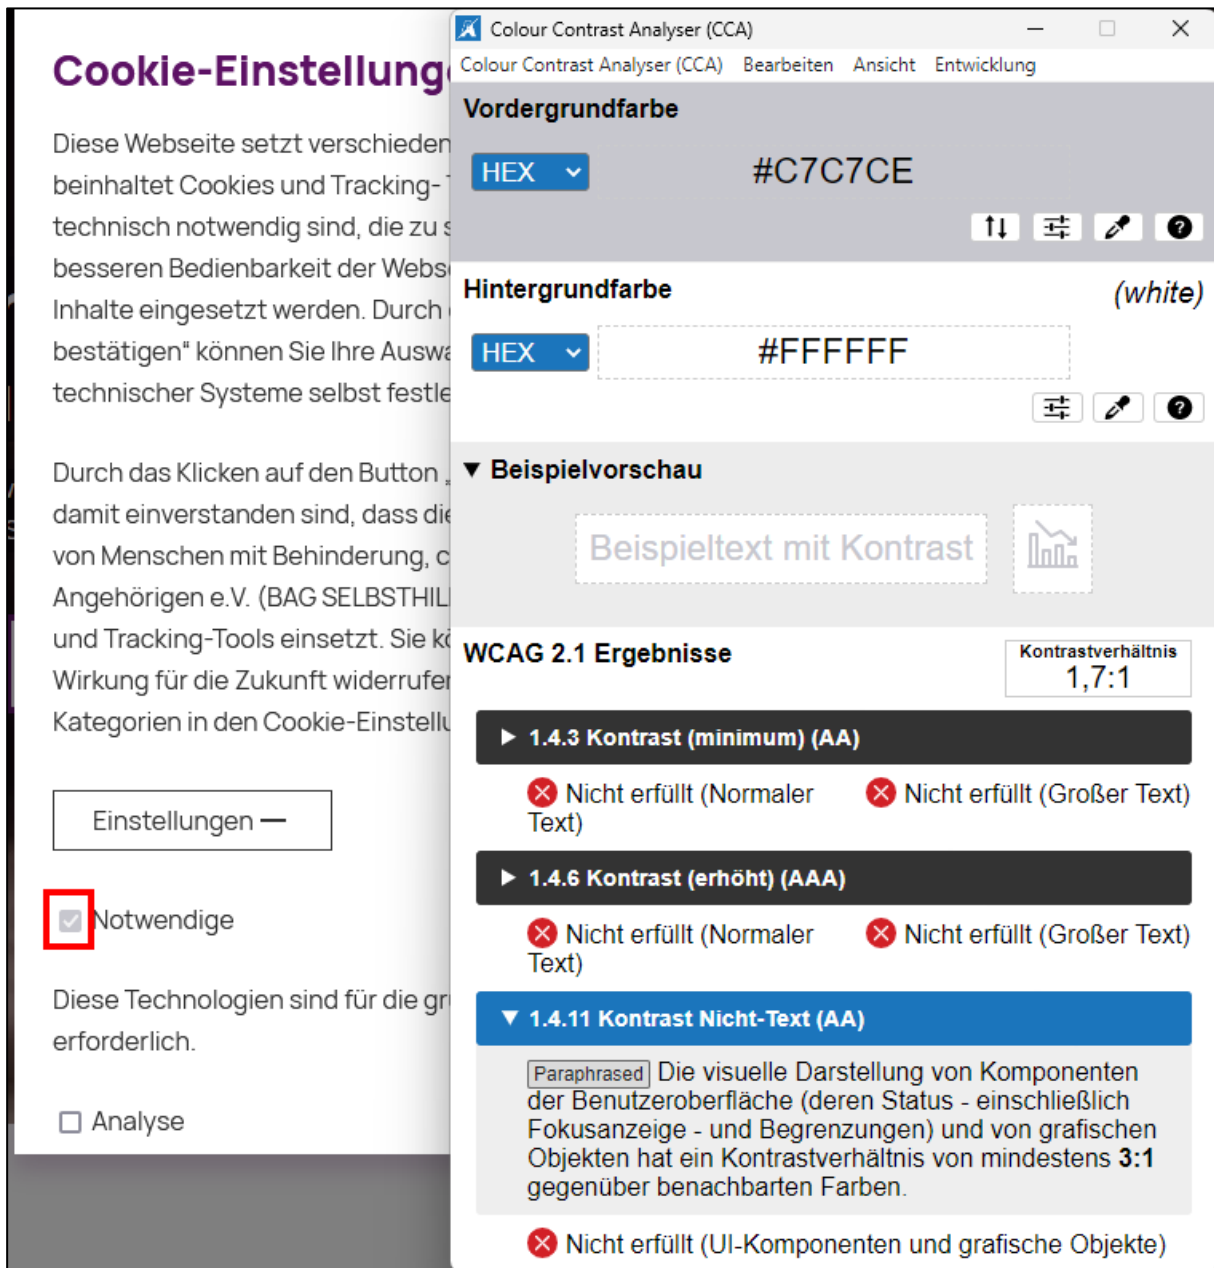 Cookie-Einstellung
Diese Webseite setzt verschieden
beinhaltet Cookies und Tracking-
technisch notwendig sind, die zu s
besseren Bedienbarkeit der Webs
Inhalte eingesetzt werden. Durch
bestätigen“ können Sie Ihre Auswa
technischer Systeme selbst festle
Durch das Klicken auf den Button „
damit einverstanden sind, dass die
von Menschen mit Behinderung, c
Angehörigen e.V. (BAG SELBSTHIL
und Tracking-Tools einsetzt. Sie kö
Wirkung für die Zukunft widerrufen
Kategorien in den Cookie-Einstellu
Einstellungen —
Notwendige
Diese Technologien sind für die gru
erforderlich.
Analyse
Colour Contrast Analyser (CCA)
Colour Contrast Analyser (CCA) Bearbeiten Ansicht Entwicklung
Vordergrundfarbe
HEX #C7C7CE
Hintergrundfarbe (white)
HEX #FFFFFF
Beispielvorschau
Beispieltext mit Kontrast
WCAG 2.1 Ergebnisse
Kontrastverhältnis
1,7:1
1.4.3 Kontrast (minimum) (AA)
Nicht erfüllt (Normaler Text)
Nicht erfüllt (Großer Text)
1.4.6 Kontrast (erhöht) (AAA)
Nicht erfüllt (Normaler Text)
Nicht erfüllt (Großer Text)
1.4.11 Kontrast Nicht-Text (AA)
Paraphrased Die visuelle Darstellung von Komponenten
der Benutzeroberfläche (deren Status - einschließlich
Fokusanzeige - und Begrenzungen) und von grafischen
Objekten hat ein Kontrastverhältnis von mindestens 3:1
gegenüber benachbarten Farben.
Nicht erfüllt (UI-Komponenten und grafische Objekte)